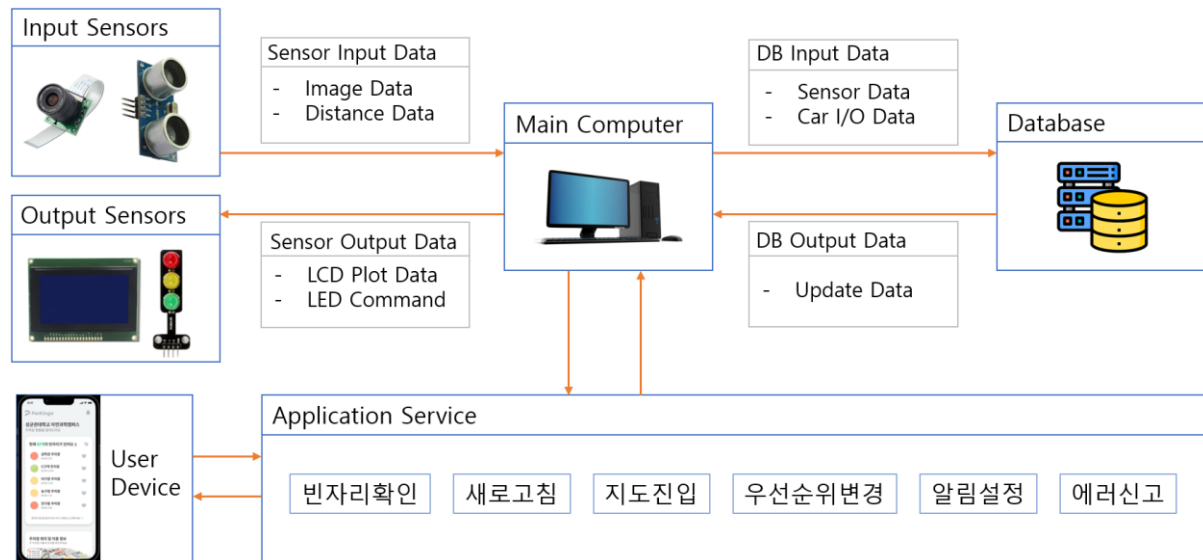 Input Sensors
Sensor Input Data
- Image Data
- Distance Data
Main Computer
DB Input Data
- Sensor Data
- Car I/O Data
Database
Output Sensors
Sensor Output Data
- LCD Plot Data
- LED Command
DB Output Data
- Update Data
User
Device
Application Service
빈자리확인
새로고침
지도진입
우선순위변경
알림설정
에러신고